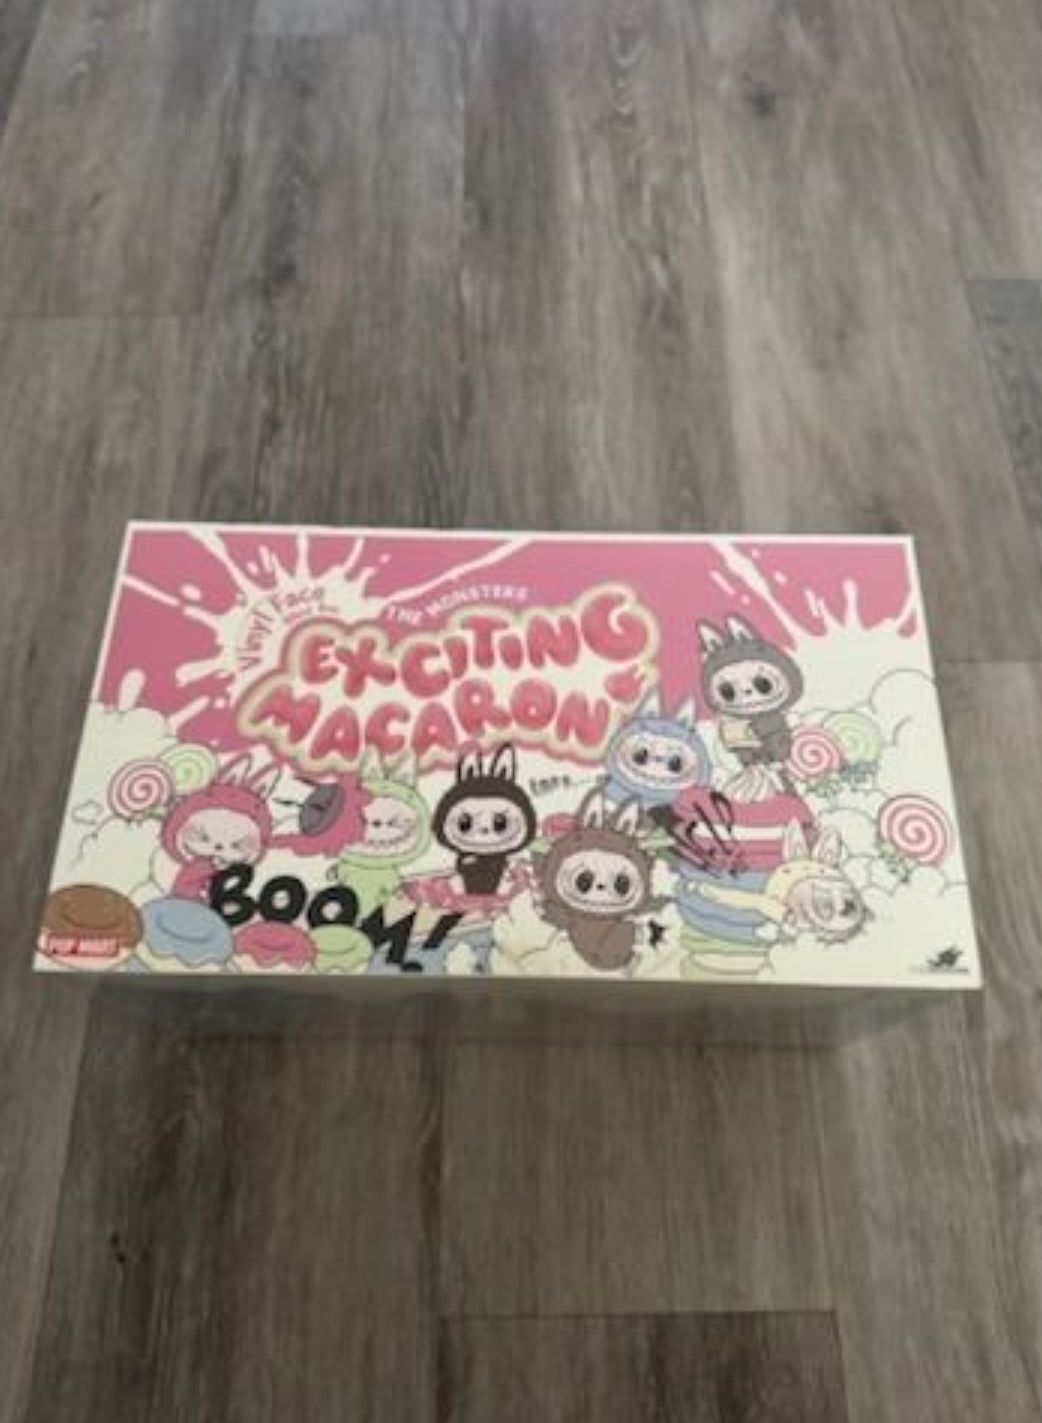 Vinyl Face
THE MONSTERS
EXCITING
MACARON
BOOM!
POP MART